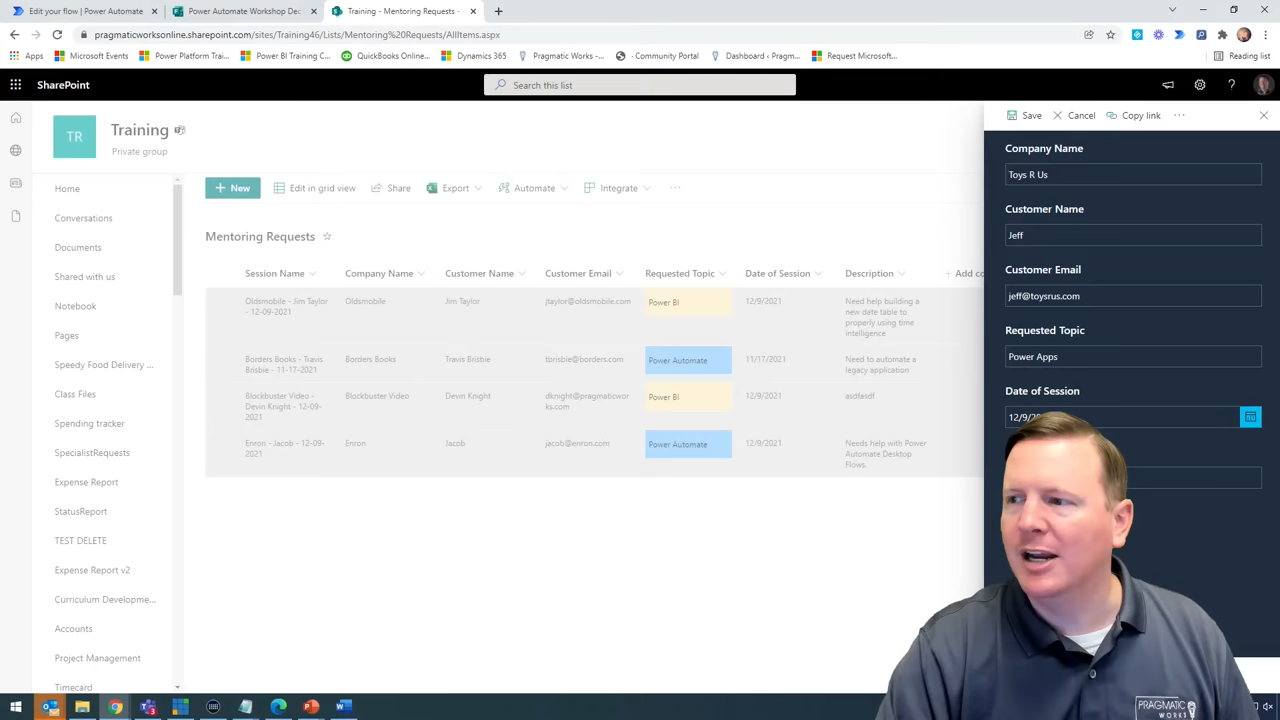 Edit your flow | Power Automate
Power Automate Workshop Dec
Training - Mentoring Requests -
pragmaticworksonline.sharepoint.com/sites/Training46/Lists/Mentoring%20Requests/AllItems.aspx
Apps
Microsoft Events
Power Platform Trai...
Power BI Training C...
QuickBooks Online...
Dynamics 365
Pragmatic Works -...
· Community Portal
Dashboard ‹ Pragm...
Request Microsoft...
Reading list
SharePoint
Search this list
TR
Training
Private group
Save
Cancel
Copy link
Home
Conversations
Documents
Shared with us
Notebook
Pages
Speedy Food Delivery ...
Class Files
Spending tracker
SpecialistRequests
Expense Report
StatusReport
TEST DELETE
Expense Report v2
Curriculum Developme...
Accounts
Project Management
Timecard
New
Edit in grid view
Share
Export
Automate
Integrate
Mentoring Requests
Session Name
Company Name
Customer Name
Customer Email
Requested Topic
Date of Session
Description
+ Add co
Oldsmobile - Jim Taylor
- 12-09-2021
Oldsmobile
Jim Taylor
jtaylor@oldsmobile.com
Power BI
12/9/2021
Need help building a
new date table to
properly using time
intelligence
Borders Books - Travis
Brisbie - 11-17-2021
Borders Books
Travis Brisbie
tbrisbie@borders.com
Power Automate
11/17/2021
Need to automate a
legacy application
Blockbuster Video -
Devin Knight - 12-09-
2021
Blockbuster Video
Devin Knight
dknight@pragmaticwor
ks.com
Power BI
12/9/2021
asdfasdf
Enron - Jacob - 12-09-
2021
Enron
Jacob
jacob@enron.com
Power Automate
12/9/2021
Needs help with Power
Automate Desktop
Flows.
Company Name
Toys R Us
Customer Name
Jeff
Customer Email
jeff@toysrus.com
Requested Topic
Power Apps
Date of Session
PRAGMATIC
WORKS